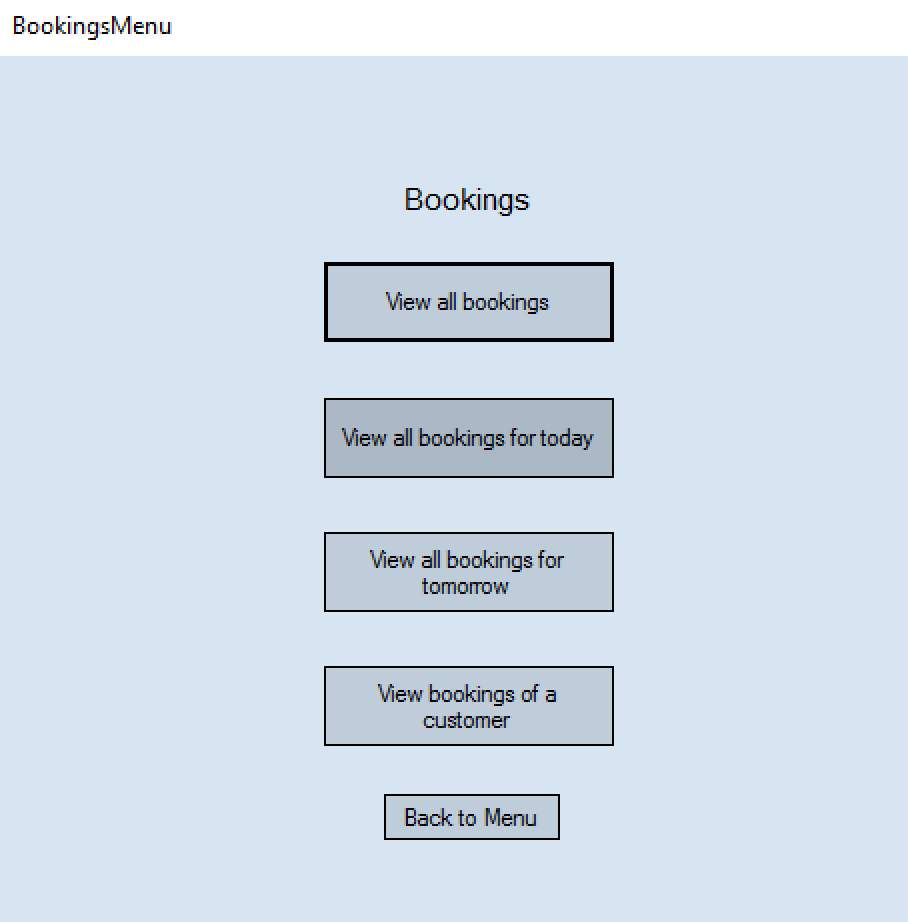 BookingsMenu
Bookings
View all bookings
View all bookings for today
View all bookings for
tomorrow
View bookings of a
customer
Back to Menu